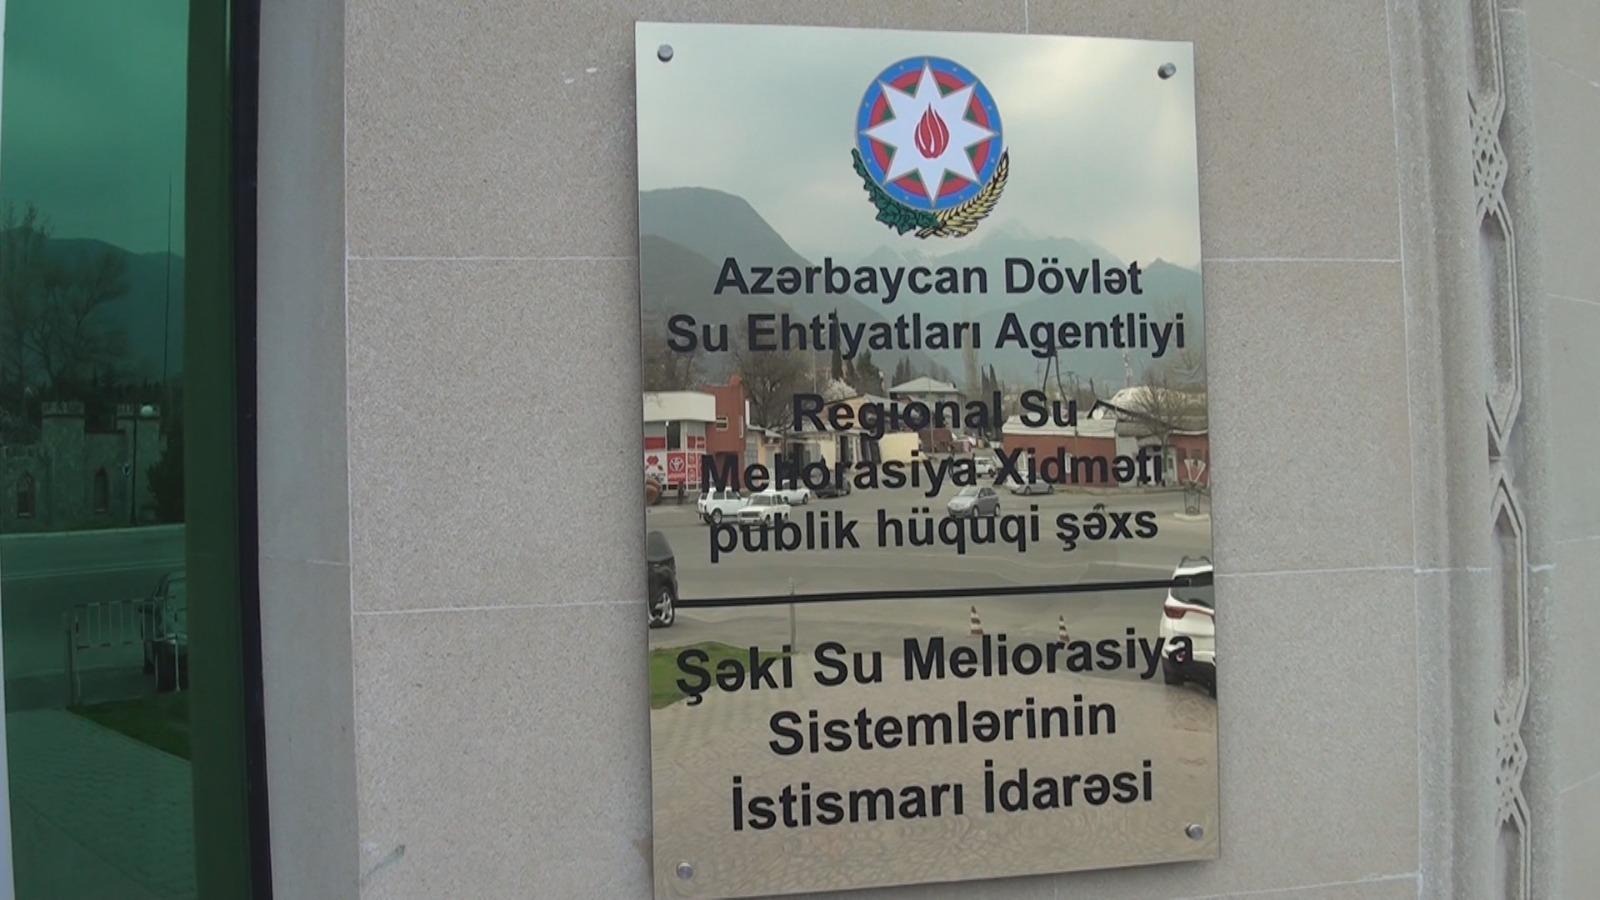 Azərbaycan Dövlət
Su Ehtiyatları Agentliyi
Regional Su
Meliorasiya Xidməti
publik hüquqi şəxs
Şəki Su Meliorasiya
Sistemlərinin
İstismarı İdarəsi